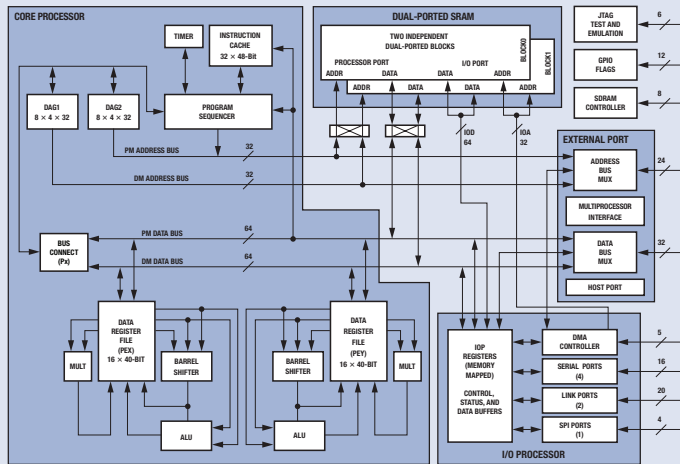 CORE PROCESSOR
TIMER
INSTRUCTION
CACHE
32 × 48-Bit
DAG1
8 × 4 × 32
DAG2
8 × 4 × 32
PROGRAM
SEQUENCER
PM ADDRESS BUS
32
DM ADDRESS BUS
32
BUS
CONNECT
(Px)
PM DATA BUS
64
DM DATA BUS
64
DATA
REGISTER
FILE
(PEX)
16 × 40-BIT
MULT
BARREL
SHIFTER
ALU
DATA
REGISTER
FILE
(PEY)
16 × 40-BIT
BARREL
SHIFTER
MULT
ALU
DUAL-PORTED SRAM
TWO INDEPENDENT
DUAL-PORTED BLOCKS
PROCESSOR PORT
I/O PORT
ADDR
DATA
DATA
ADDR
BLOCK0
ADDR
DATA
DATA
ADDR
BLOCK1
IOD
64
IOA
32
JTAG
TEST AND
EMULATION
6
GPIO
FLAGS
12
SDRAM
CONTROLLER
8
EXTERNAL PORT
ADDRESS
BUS
MUX
24
MULTIPROCESSOR
INTERFACE
DATA
BUS
MUX
32
HOST PORT
IOP
REGISTERS
(MEMORY
MAPPED)
CONTROL,
STATUS, AND
DATA BUFFERS
DMA
CONTROLLER
5
SERIAL PORTS
(4)
16
LINK PORTS
(2)
20
SPI PORTS
(1)
4
I/O PROCESSOR